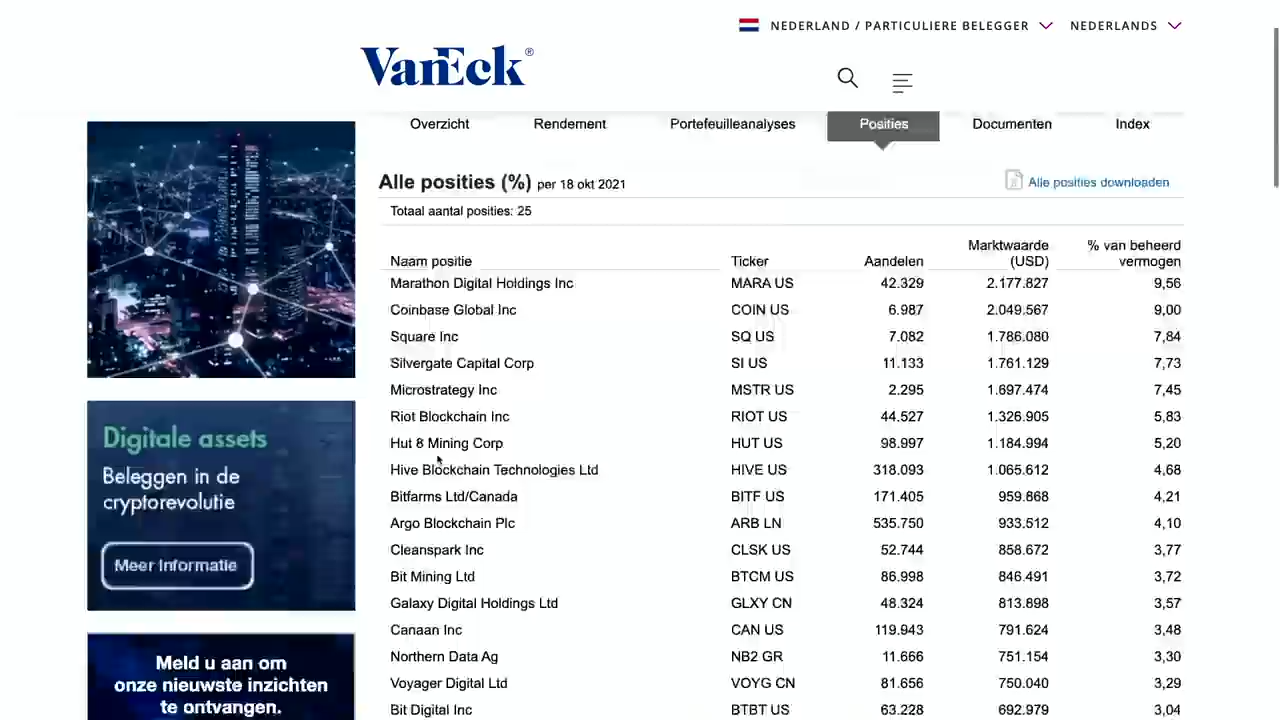 NEDERLAND / PARTICULIERE BELEGGER NEDERLANDS
VanEck®
Overzicht Rendement Portefeuilleanalyses Posities Documenten Index
Alle posities (%) per 18 okt 2021 Alle posities downloaden
Totaal aantal posities: 25
Naam positie Ticker Aandelen Marktwaarde (USD) % van beheerd vermogen
Marathon Digital Holdings Inc MARA US 42.329 2.177.827 9,56
Coinbase Global Inc COIN US 6.987 2.049.567 9,00
Square Inc SQ US 7.082 1.786.080 7,84
Silvergate Capital Corp SI US 11.133 1.761.129 7,73
Microstrategy Inc MSTR US 2.295 1.697.474 7,45
Riot Blockchain Inc RIOT US 44.527 1.326.905 5,83
Hut 8 Mining Corp HUT US 98.997 1.184.994 5,20
Hive Blockchain Technologies Ltd HIVE US 318.093 1.065.612 4,68
Bitfarms Ltd/Canada BITF US 171.405 959.868 4,21
Argo Blockchain Plc ARB LN 535.750 933.512 4,10
Cleanspark Inc CLSK US 52.744 858.672 3,77
Bit Mining Ltd BTCM US 86.998 846.491 3,72
Galaxy Digital Holdings Ltd GLXY CN 48.324 813.898 3,57
Canaan Inc CAN US 119.943 791.624 3,48
Northern Data Ag NB2 GR 11.666 751.154 3,30
Voyager Digital Ltd VOYG CN 81.656 750.040 3,29
Bit Digital Inc BTBT US 63.228 692.979 3,04
Digitale assets
Beleggen in de
cryptorevolutie
Meer Informatie
Meld u aan om
onze nieuwste inzichten
te ontvangen.